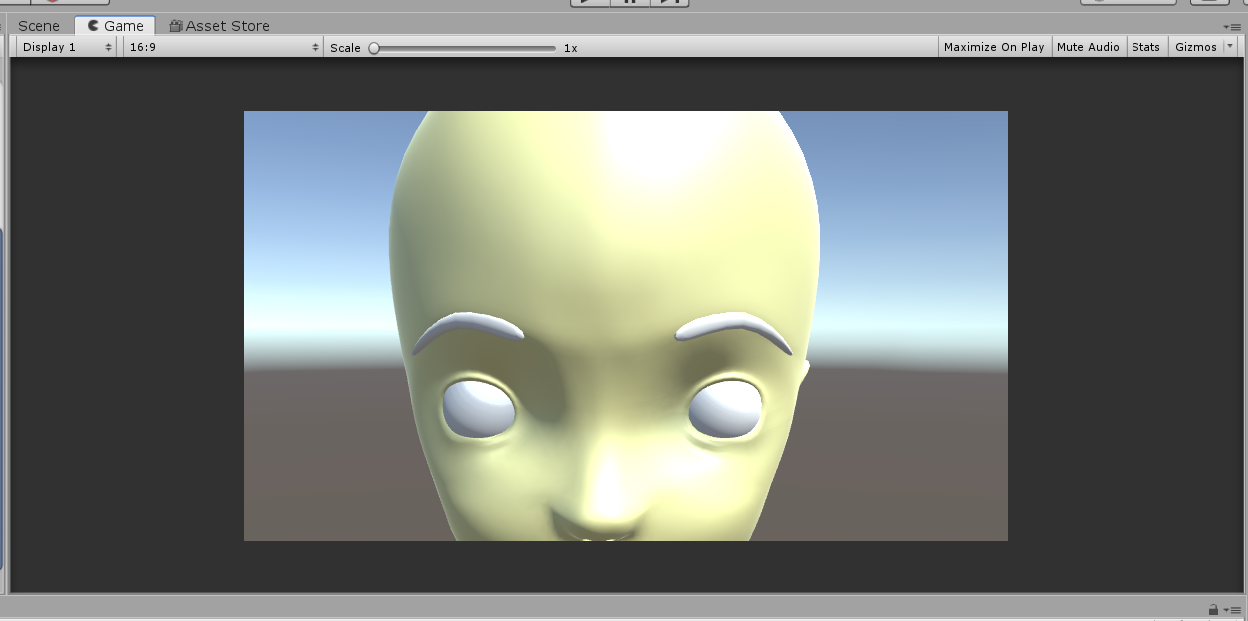 Scene Game Asset Store
Display 1 16:9 Scale 1x Maximize On Play Mute Audio Stats Gizmos